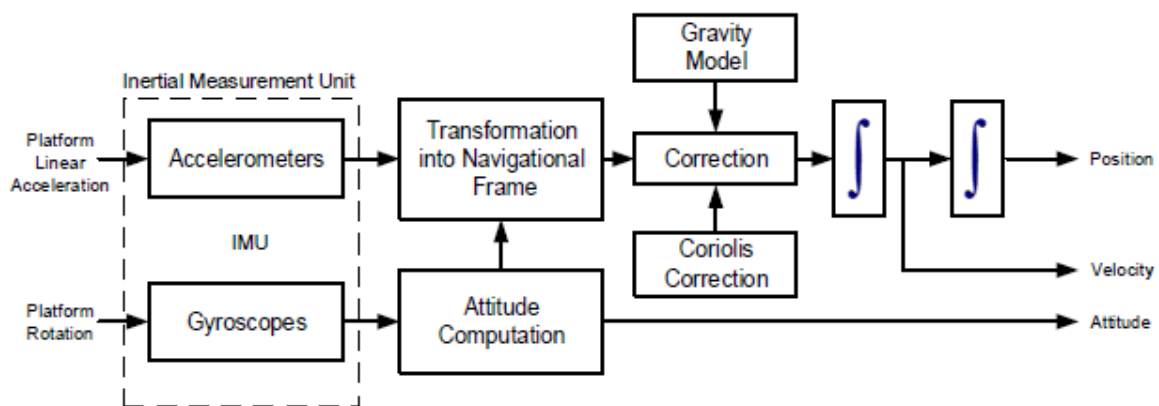 Gravity
Model
Inertial Measurement Unit
Platform
Linear
Acceleration
Accelerometers
Transformation
into Navigational
Frame
Correction
∫
∫
Position
IMU
Coriolis
Correction
Velocity
Platform
Rotation
Gyroscopes
Attitude
Computation
Attitude